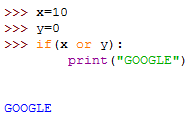 >>> x=10
>>> y=0
>>> if(x or y):
        print("GOOGLE")
GOOGLE